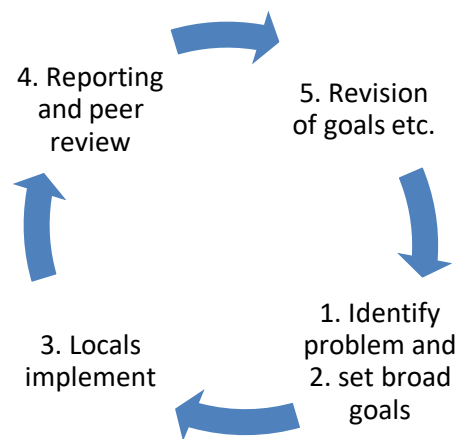 4. Reporting
and peer
review
5. Revision
of goals etc.
1. Identify
problem and
2. set broad
goals
3. Locals
implement